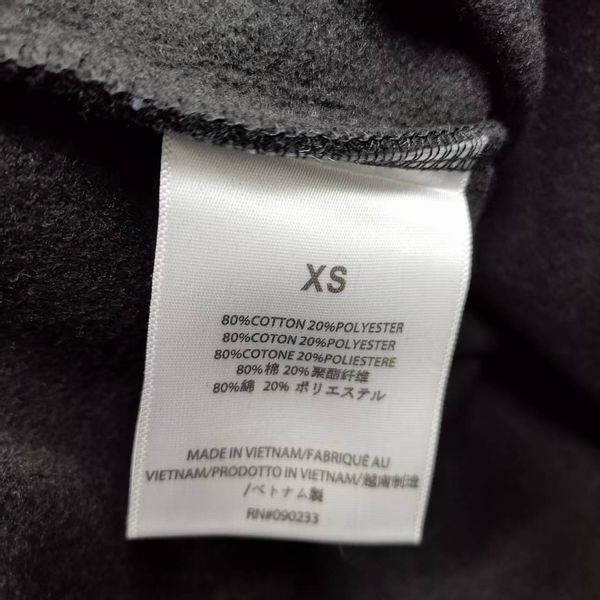 XS
80%COTTON 20%POLYESTER
80%COTON 20%POLYESTER
80%COTONE 20%POLIESTERE
80%棉 20%聚酯纤维
80%綿 20% ポリエステル
MADE IN VIETNAM/FABRIQUÉ AU
VIETNAM/PRODOTTO IN VIETNAM/越南制造
/ベトナム製
RN#090233